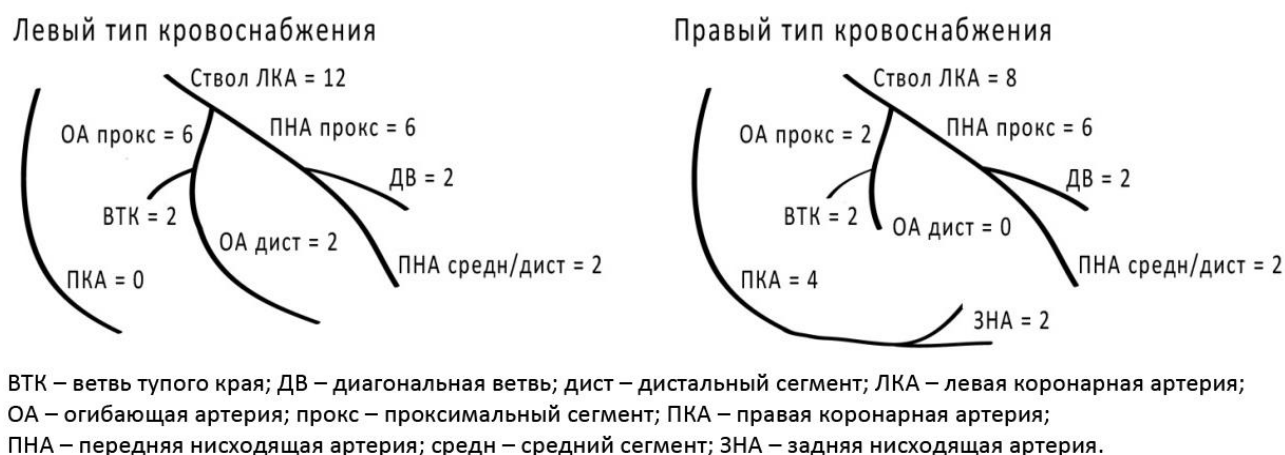 Левый тип кровоснабжения
Ствол ЛКА = 12
ОА прокс = 6
ПНА прокс = 6
ДВ = 2
ВТК = 2
ОА дист = 2
ПКА = 0
ПНА средн/дист = 2
Правый тип кровоснабжения
Ствол ЛКА = 8
ОА прокс = 2
ПНА прокс = 6
ДВ = 2
ВТК = 2
ОА дист = 0
ПКА = 4
ПНА средн/дист = 2
ЗНА = 2
ВТК – ветвь тупого края; ДВ – диагональная ветвь; дист – дистальный сегмент; ЛКА – левая коронарная артерия;
ОА – огибающая артерия; прокс – проксимальный сегмент; ПКА – правая коронарная артерия;
ПНА – передняя нисходящая артерия; средн – средний сегмент; ЗНА – задняя нисходящая артерия.